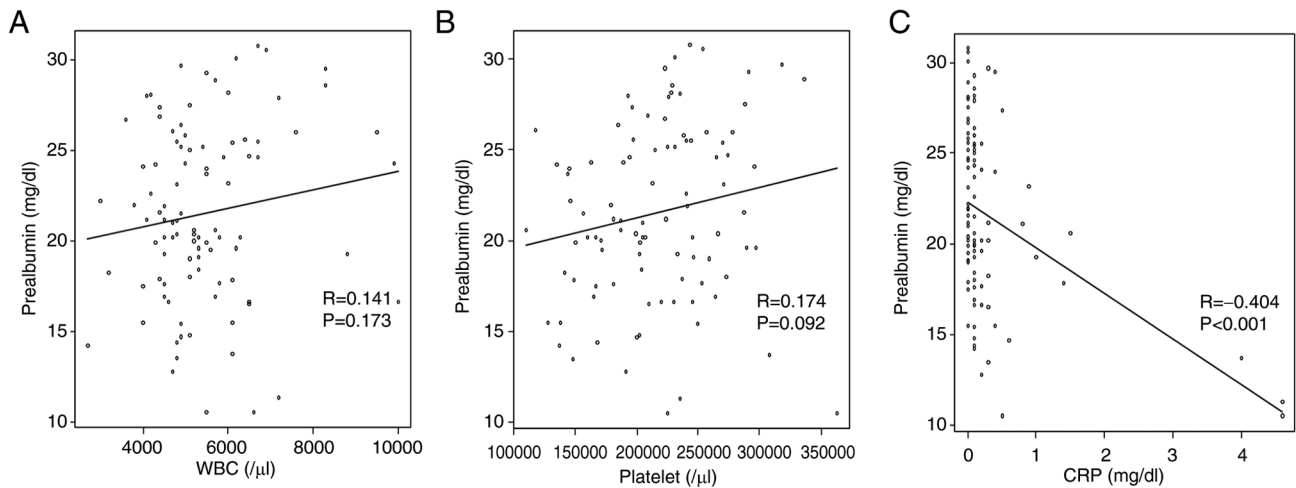 A
Prealbumin (mg/dl)
30
25
20
15
10
R=0.141
P=0.173
4000 6000 8000 10000
WBC (/μl)
B
Prealbumin (mg/dl)
30
25
20
15
10
R=0.174
P=0.092
100000 150000 200000 250000 300000 350000
Platelet (/μl)
C
Prealbumin (mg/dl)
30
25
20
15
10
R=−0.404
P<0.001
0 1 2 3 4
CRP (mg/dl)